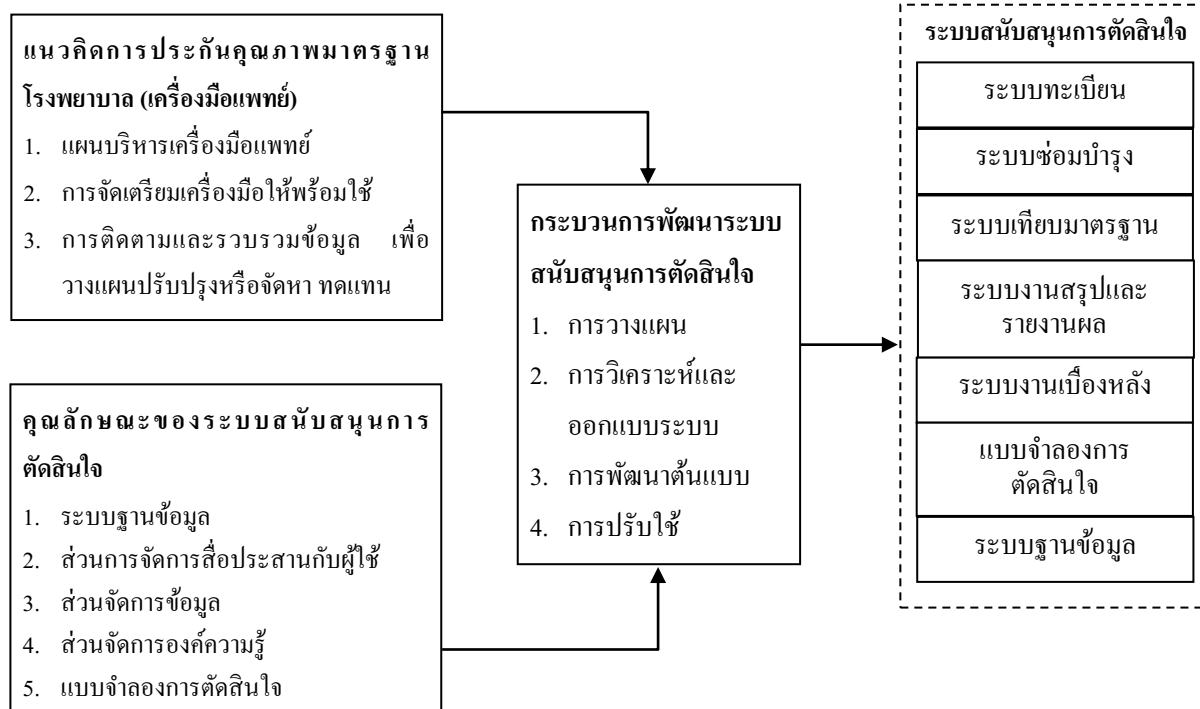 แนวคิดการประกันคุณภาพมาตรฐาน
โรงพยาบาล (เครื่องมือแพทย์)
1. แผนบริหารเครื่องมือแพทย์
2. การจัดเตรียมเครื่องมือให้พร้อมใช้
3. การติดตามและรวบรวมข้อมูล เพื่อ
วางแผนปรับปรุงหรือจัดหา ทดแทน
คุณลักษณะของระบบสนับสนุนการ
ตัดสินใจ
1. ระบบฐานข้อมูล
2. ส่วนการจัดการสื่อประสานกับผู้ใช้
3. ส่วนจัดการข้อมูล
4. ส่วนจัดการองค์ความรู้
5. แบบจำลองการตัดสินใจ
กระบวนการพัฒนาระบบ
สนับสนุนการตัดสินใจ
1. การวางแผน
2. การวิเคราะห์และ
ออกแบบระบบ
3. การพัฒนาต้นแบบ
4. การปรับใช้
ระบบสนับสนุนการตัดสินใจ
ระบบทะเบียน
ระบบซ่อมบำรุง
ระบบเทียบมาตรฐาน
ระบบงานสรุปและ
รายงานผล
ระบบงานเบื้องหลัง
แบบจำลองการ
ตัดสินใจ
ระบบฐานข้อมูล